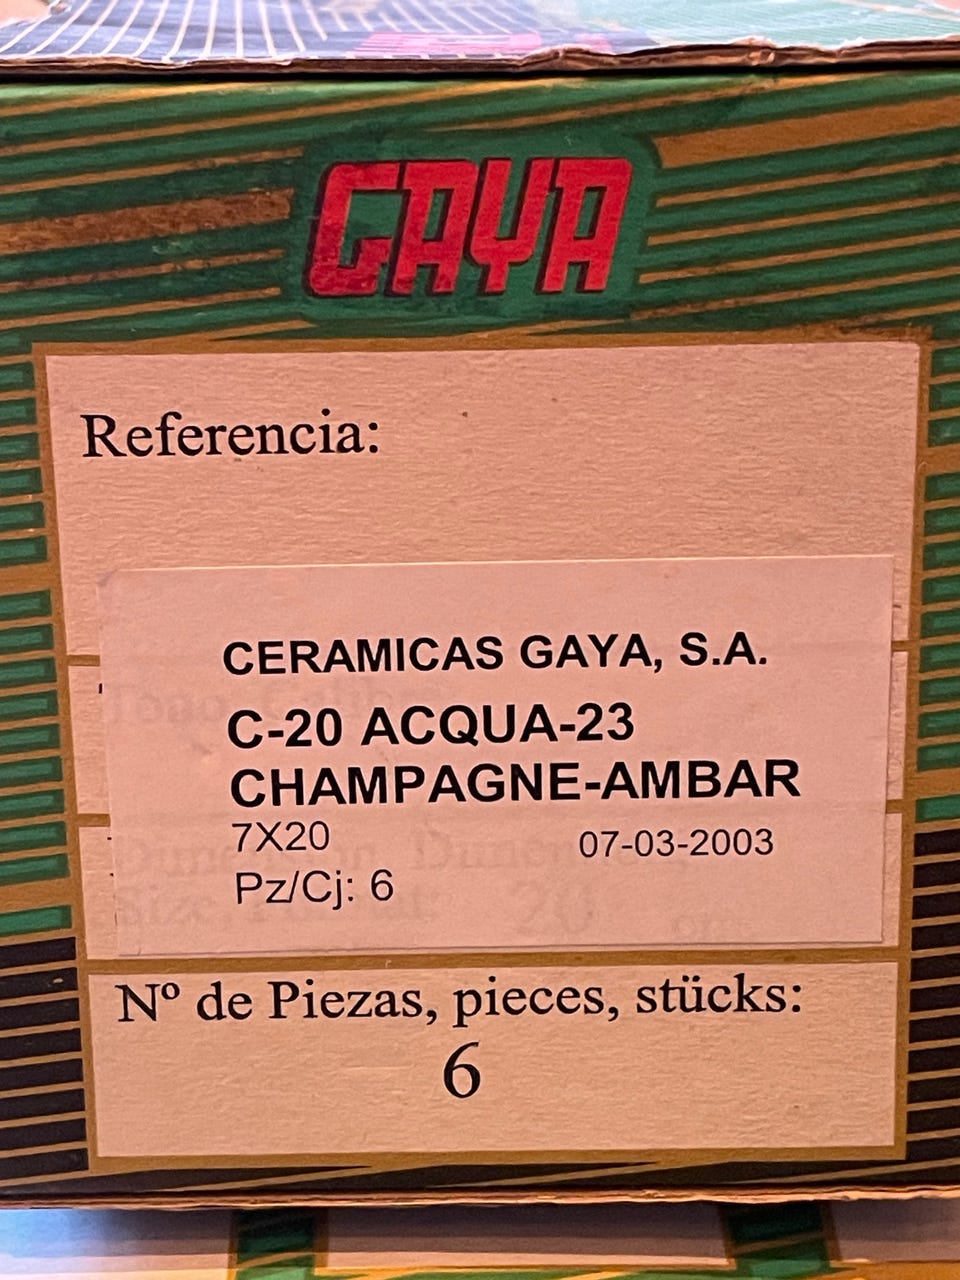 GAYA
Referencia:
CERAMICAS GAYA, S.A.
C-20 ACQUA-23
CHAMPAGNE-AMBAR
7X20 07-03-2003
Pz/Cj: 6
Nº de Piezas, pieces, stücks:
6